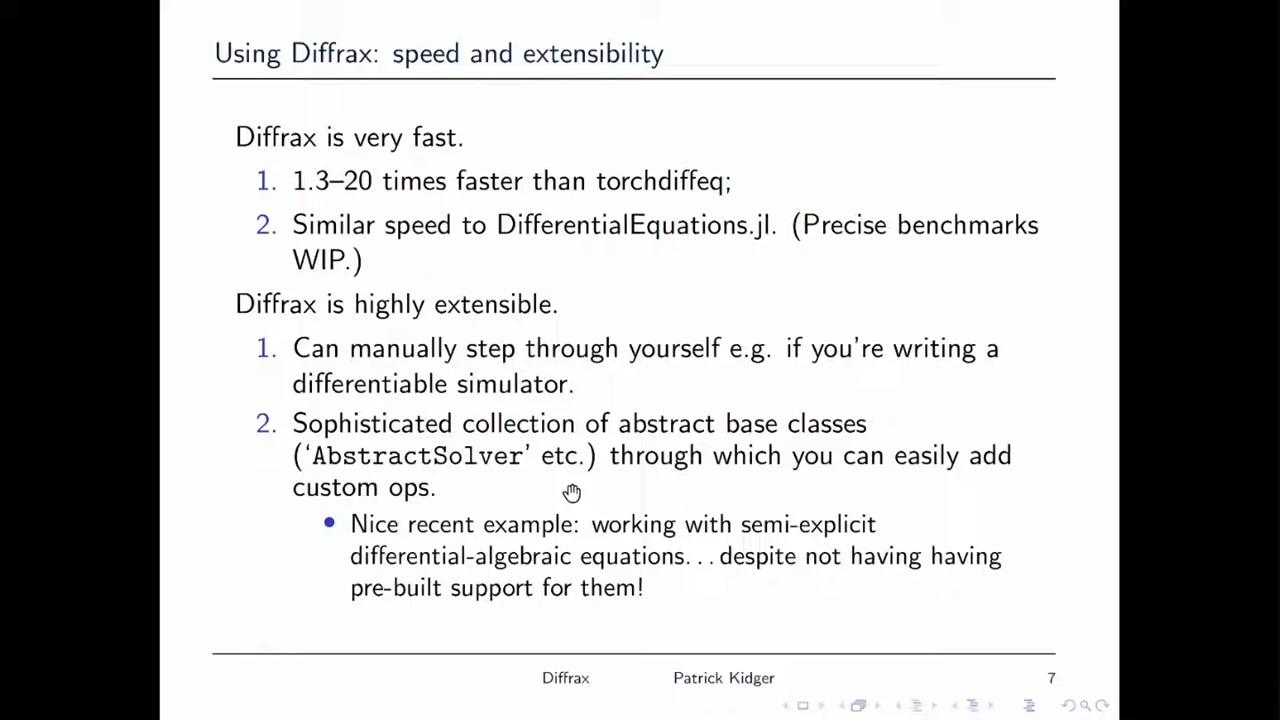 Using Diffrax: speed and extensibility
Diffrax is very fast.
1. 1.3–20 times faster than torchdiffeq;
2. Similar speed to DifferentialEquations.jl. (Precise benchmarks
WIP.)
Diffrax is highly extensible.
1. Can manually step through yourself e.g. if you're writing a
differentiable simulator.
2. Sophisticated collection of abstract base classes
(‘AbstractSolver’ etc.) through which you can easily add
custom ops.
• Nice recent example: working with semi-explicit
differential-algebraic equations...despite not having having
pre-built support for them!
Diffrax Patrick Kidger 7